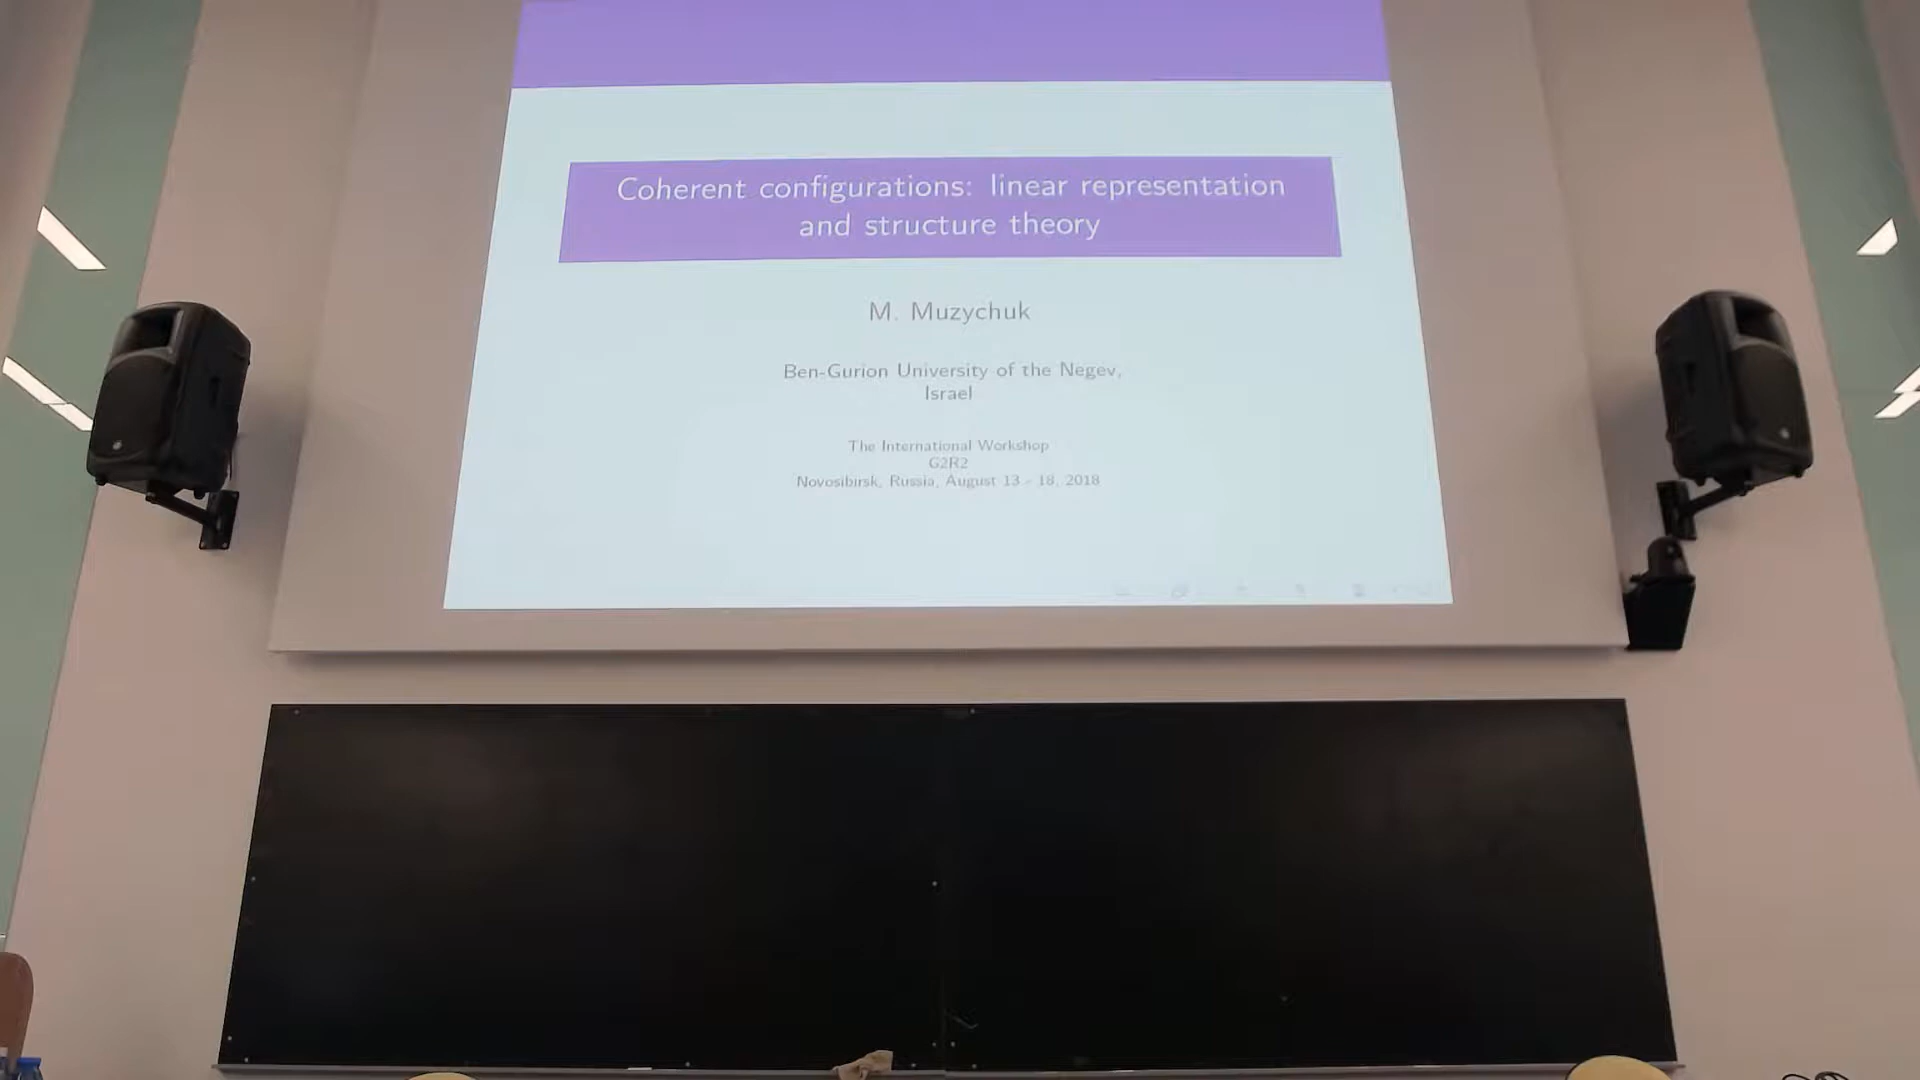 Coherent configurations: linear representation
and structure theory
M. Muzychuk
Ben-Gurion University of the Negev,
Israel
The International Workshop
G2R2
Novosibirsk, Russia, August 13 - 18, 2018